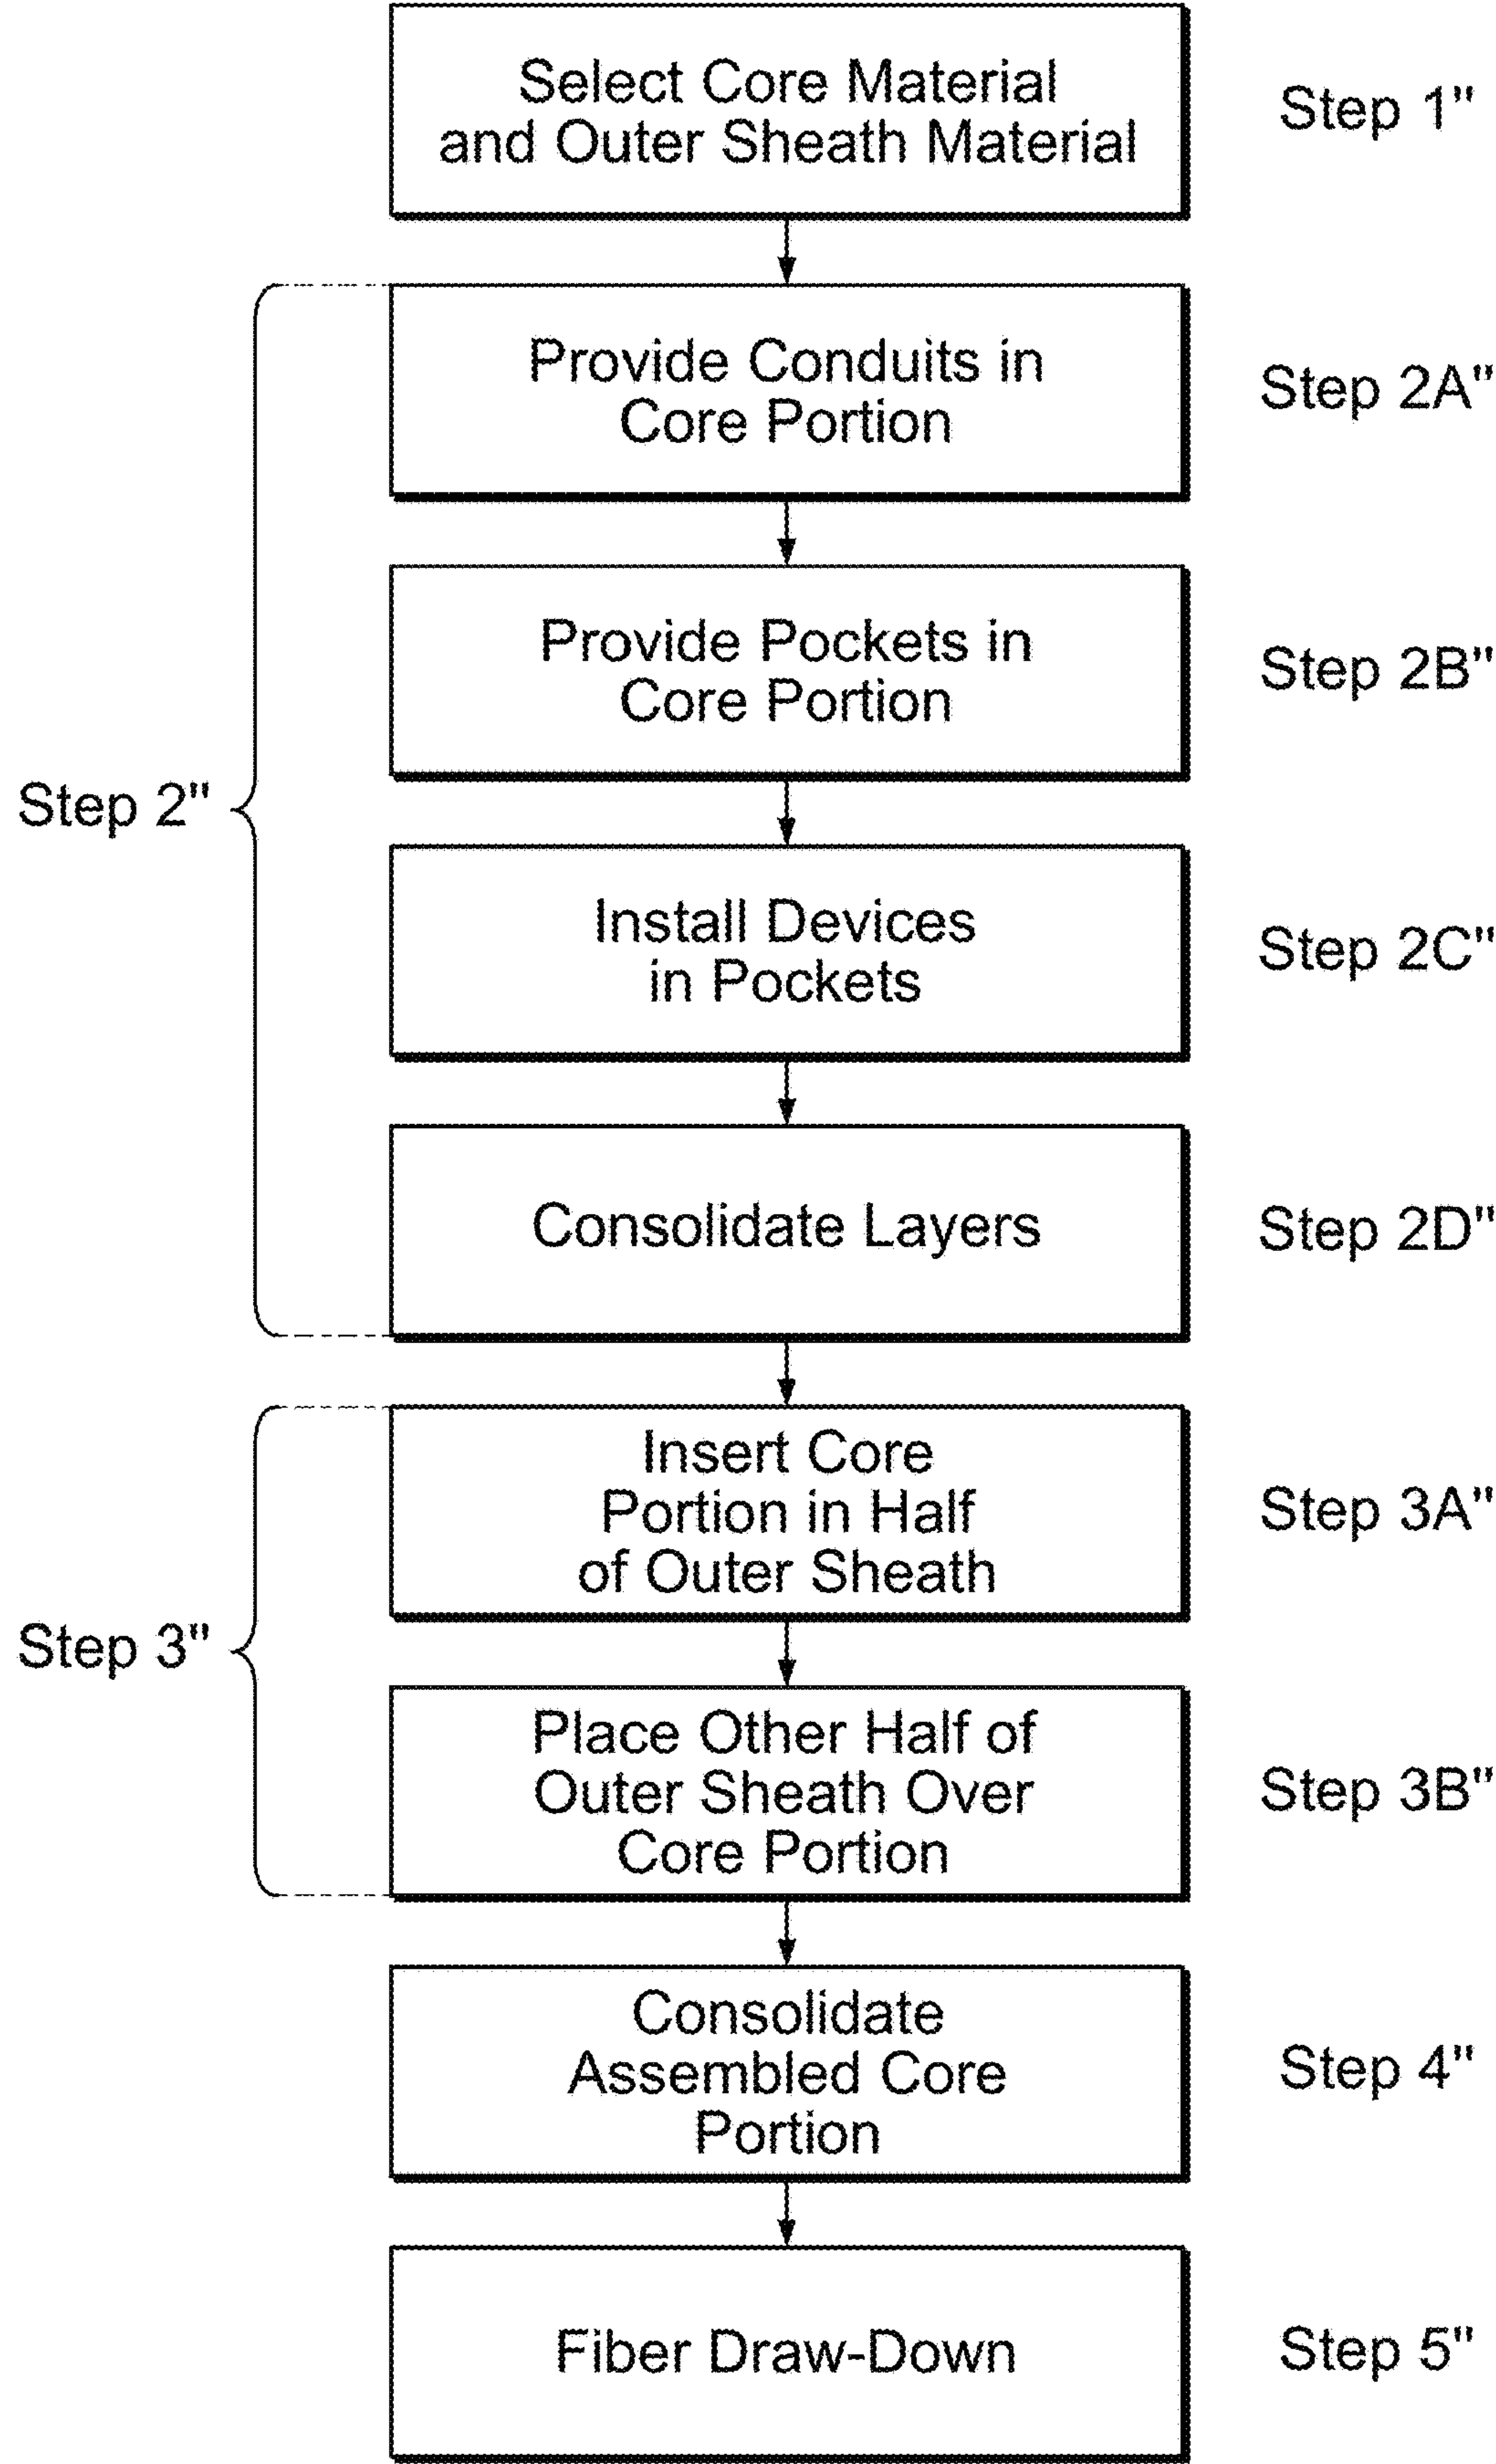 Select Core Material
and Outer Sheath Material
Step 1"
Provide Conduits in
Core Portion
Step 2A"
Provide Pockets in
Core Portion
Step 2B"
Step 2"
Install Devices
in Pockets
Step 2C"
Consolidate Layers
Step 2D"
Insert Core
Portion in Half
of Outer Sheath
Step 3A"
Step 3"
Place Other Half of
Outer Sheath Over
Core Portion
Step 3B"
Consolidate
Assembled Core
Portion
Step 4"
Fiber Draw-Down
Step 5"